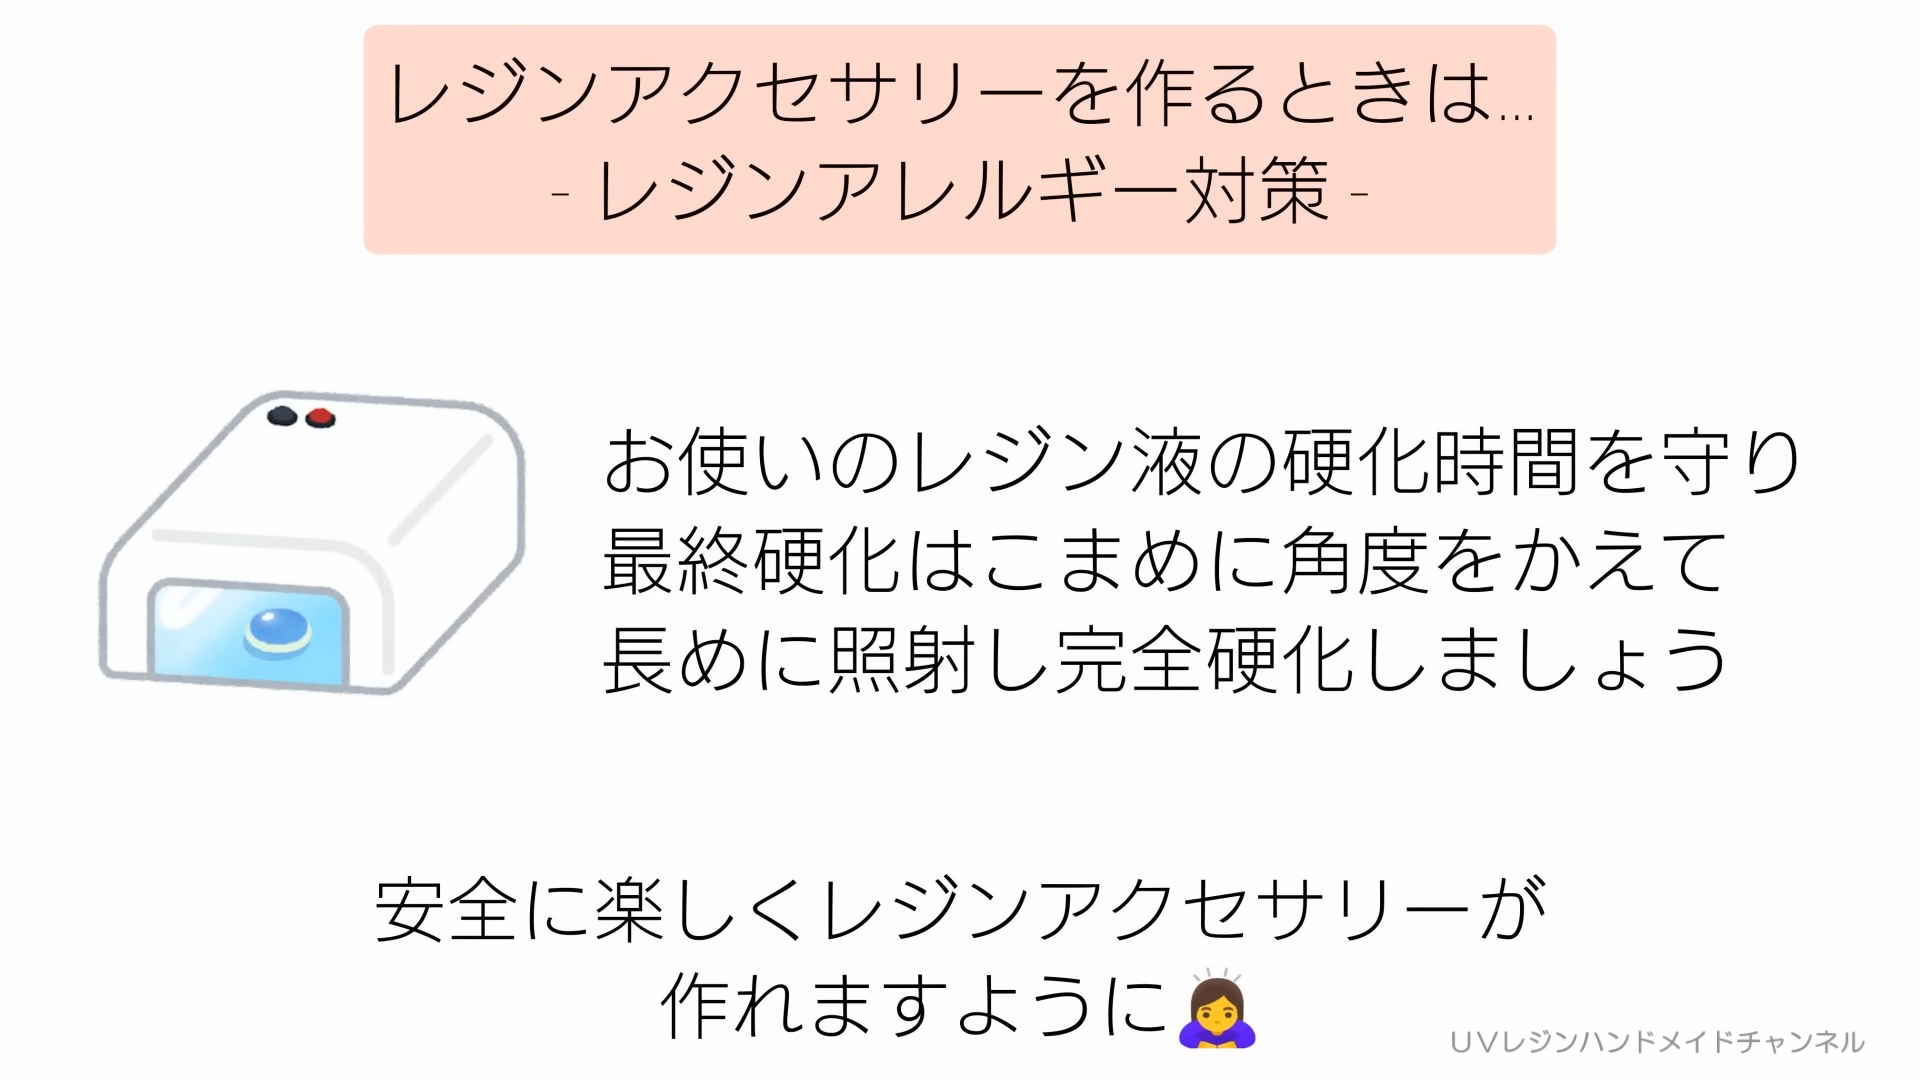 レジンアクセサリーを作るときは...
- レジンアレルギー対策 -
お使いのレジン液の硬化時間を守り
最終硬化はこまめに角度をかえて
長めに照射し完全硬化しましょう
安全に楽しくレジンアクセサリーが
作れますように🙇‍♀️
UVレジンハンドメイドチャンネル